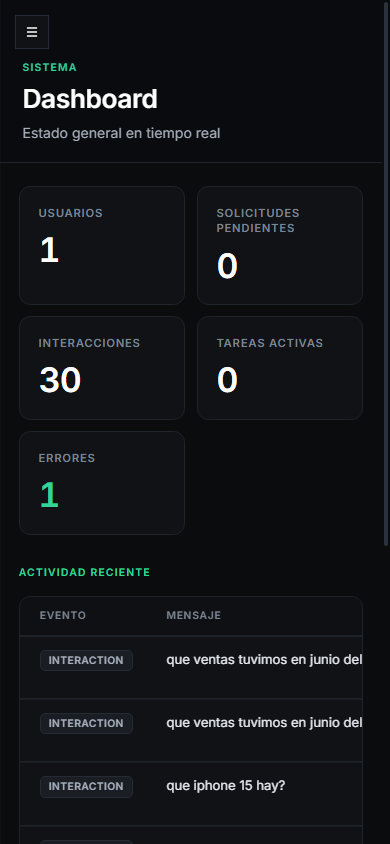 SISTEMA
Dashboard
Estado general en tiempo real
USUARIOS
1
SOLICITUDES
PENDIENTES
0
INTERACCIONES
30
TAREAS ACTIVAS
0
ERRORES
1
ACTIVIDAD RECIENTE
EVENTO MENSAJE
INTERACTION que ventas tuvimos en junio del
INTERACTION que ventas tuvimos en junio del
INTERACTION que iphone 15 hay?